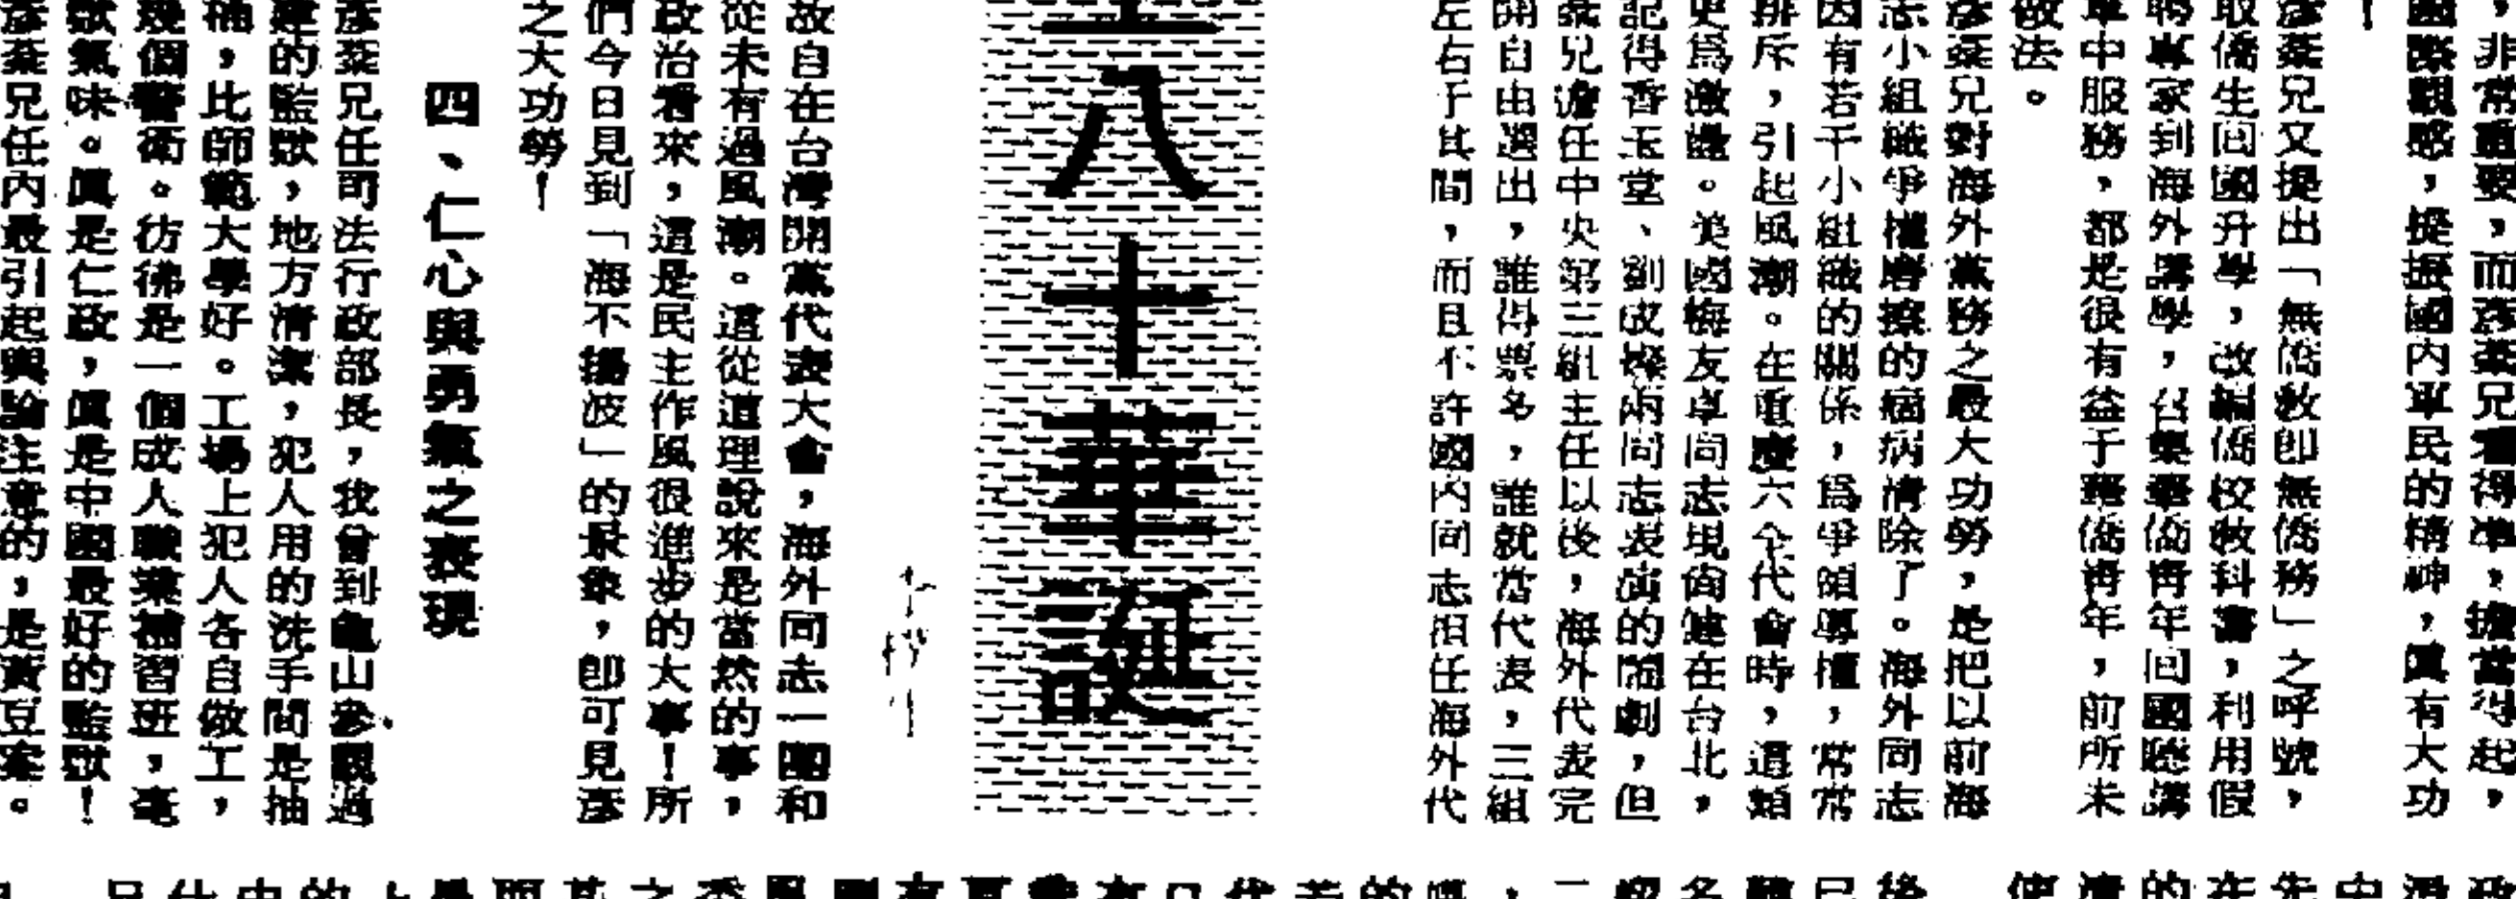 ，非常重要，而彥棻兄看得準，擔當得起，
國際觀感，提振國內軍民的精神，眞有大功
！
彥棻兄又提出「無僑教卽無僑務」之呼號，
取僑生回國升學，改編僑校教科書，利用假
聘專家到海外講學，召集華僑靑年回國聽講
軍中服務，都是很有益于華僑靑年，前所未
做法。
彥棻兄對海外黨務之最大功勞，是把以前海
志小組織爭權磨擦的痼病淸除了。海外同志
因有若干小組織的關係，爲爭領導權，常常
排斥，引起風潮。在重慶六全代會時，這類
更爲激烈。美國梅友卓同志現尙健在台北，
記得香玉堂、劉成燦兩同志表演的鬧劇，但
棻兄擔任中央第三組主任以後，海外代表完
開自由選出，誰得票多，誰就當代表，三組
左右于其間，而且不許國內同志担任海外代
八十華誕
故自在台灣開黨代表大會，海外同志一團和
從未有過風潮。這從道理說來是當然的事，
政治看來，這是民主作風很進步的大事！所
們今日見到「海不揚波」的景象，卽可見彥
之大功勞！
四、仁心與勇氣之表現
彥棻兄任司法行政部長，我曾到龜山參觀過
建的監獄，地方淸潔，犯人用的洗手間是抽
桶，比師範大學好。工場上犯人各自做工，
幾個警衛。彷彿是一個成人職業補習班，毫
獄氣味。眞是仁政，眞是中國最好的監獄！
彥棻兄任內最引起輿論注意的，是黃豆案。